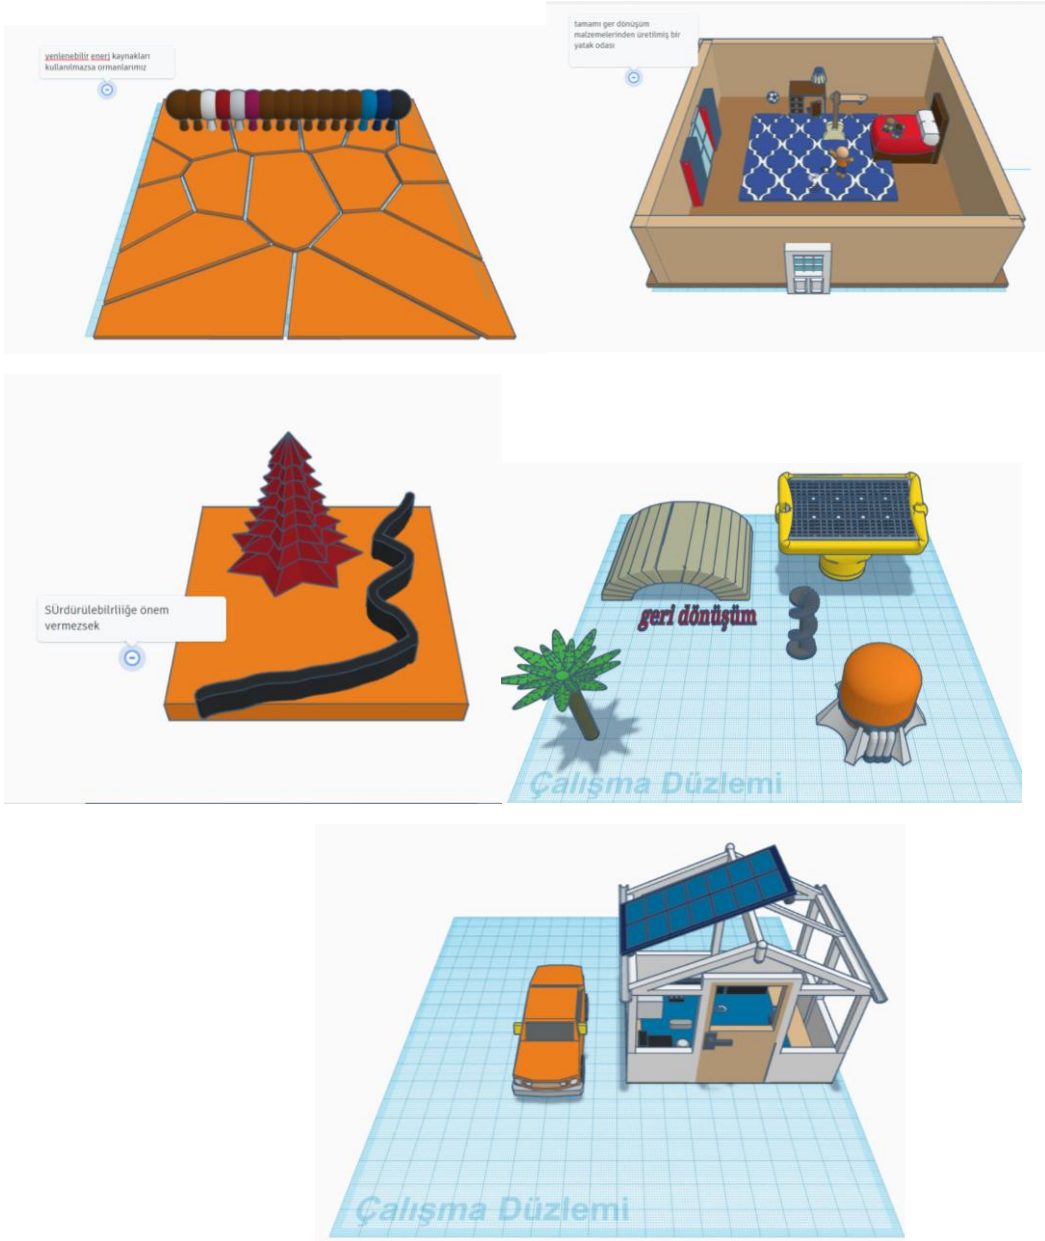 yenlenebilir enerj kaynakları
kullanılmazsa ormanlarımız
tamamı ger dönüşüm
malzemelerinden üretilmiş bir
yatak odası
SÜrdürülebilrliiğe önem
vermezsek
geri dönüşüm
Çalışma Düzlemi
Çalışma Düzlemi